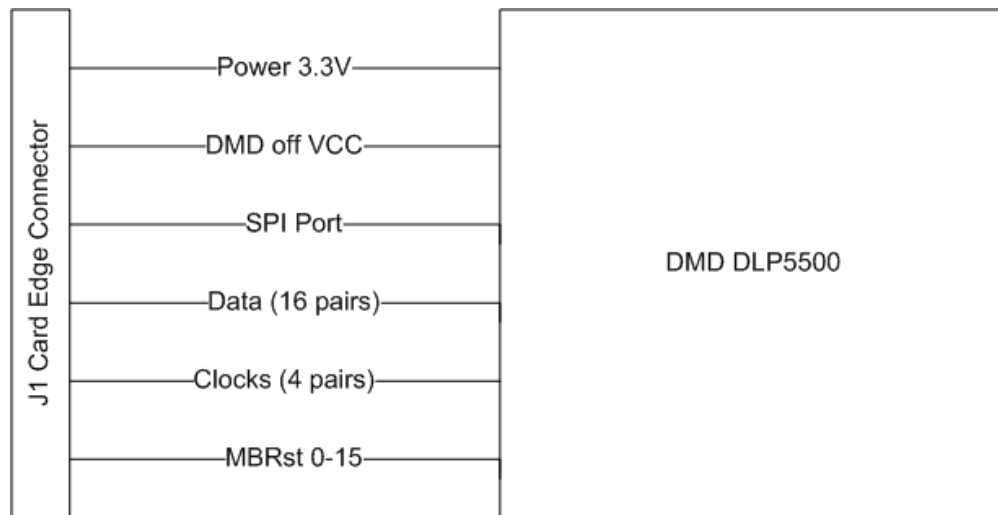 J1 Card Edge Connector
Power 3.3V
DMD off VCC
SPI Port
Data (16 pairs)
Clocks (4 pairs)
MBRst 0-15
DMD DLP5500